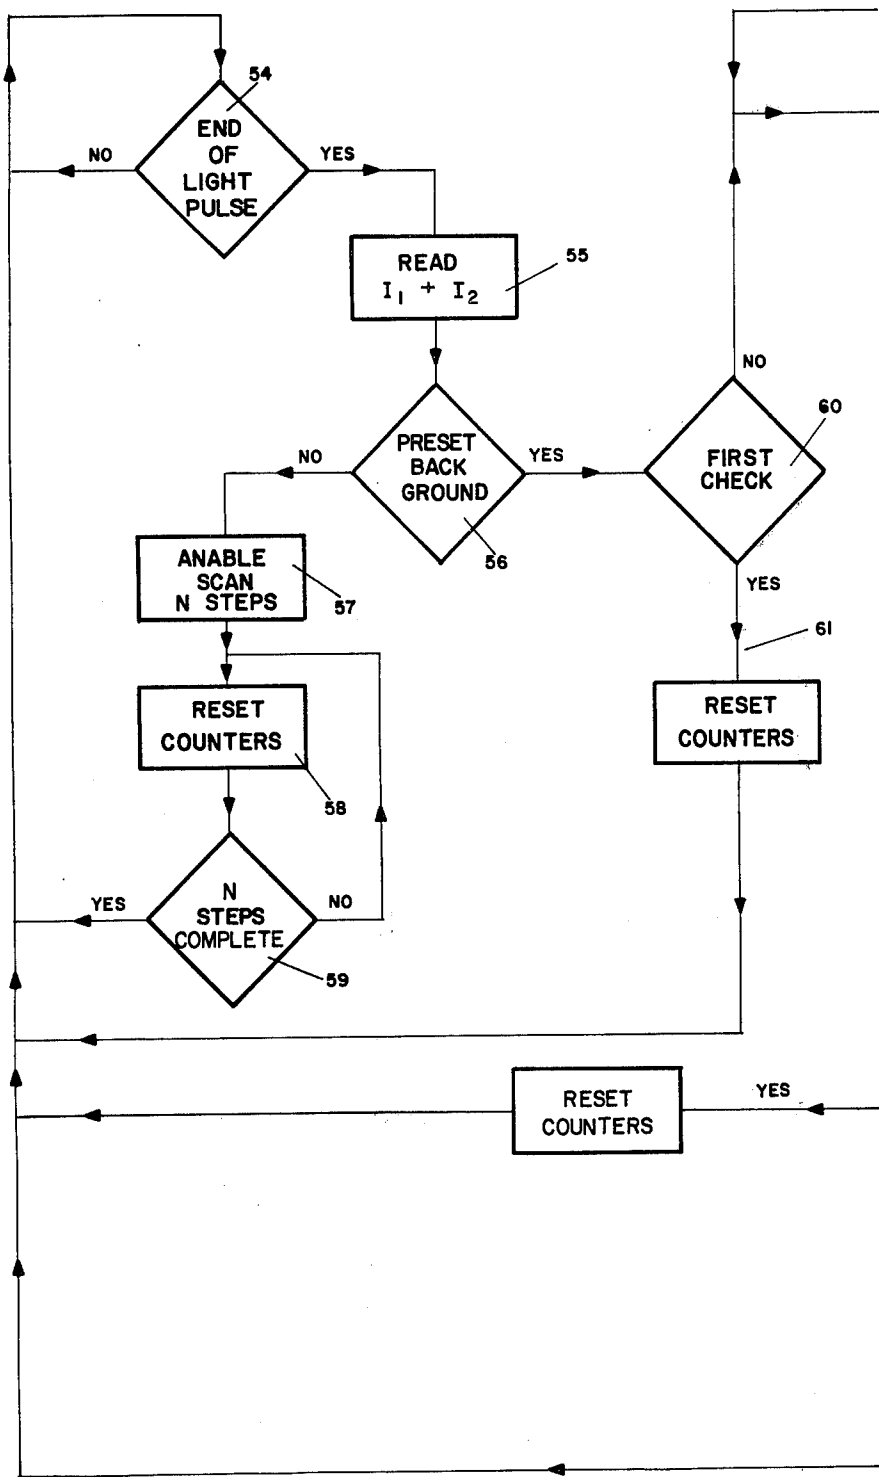 54
END
OF
LIGHT
PULSE
NO
YES
READ
I₁ + I₂
55
PRESET
BACK
GROUND
56
NO
YES
FIRST
CHECK
60
NO
YES
61
ANABLE
SCAN
N STEPS
57
RESET
COUNTERS
58
RESET
COUNTERS
N
STEPS
COMPLETE
59
YES
NO
RESET
COUNTERS
YES